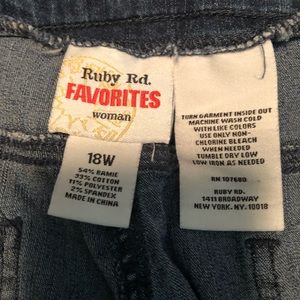 Ruby Rd.
FAVORITES
woman
18W
54% RAMIE
33% COTTON
11% POLYESTER
2% SPANDEX
MADE IN CHINA
TURN GARMENT INSIDE OUT
MACHINE WASH COLD
WITH LIKE COLORS
USE ONLY NON-
CHLORINE BLEACH
WHEN NEEDED
TUMBLE DRY LOW
LOW IRON AS NEEDED
RN 107680
RUBY RD.
1411 BROADWAY
NEW YORK, NY. 10018